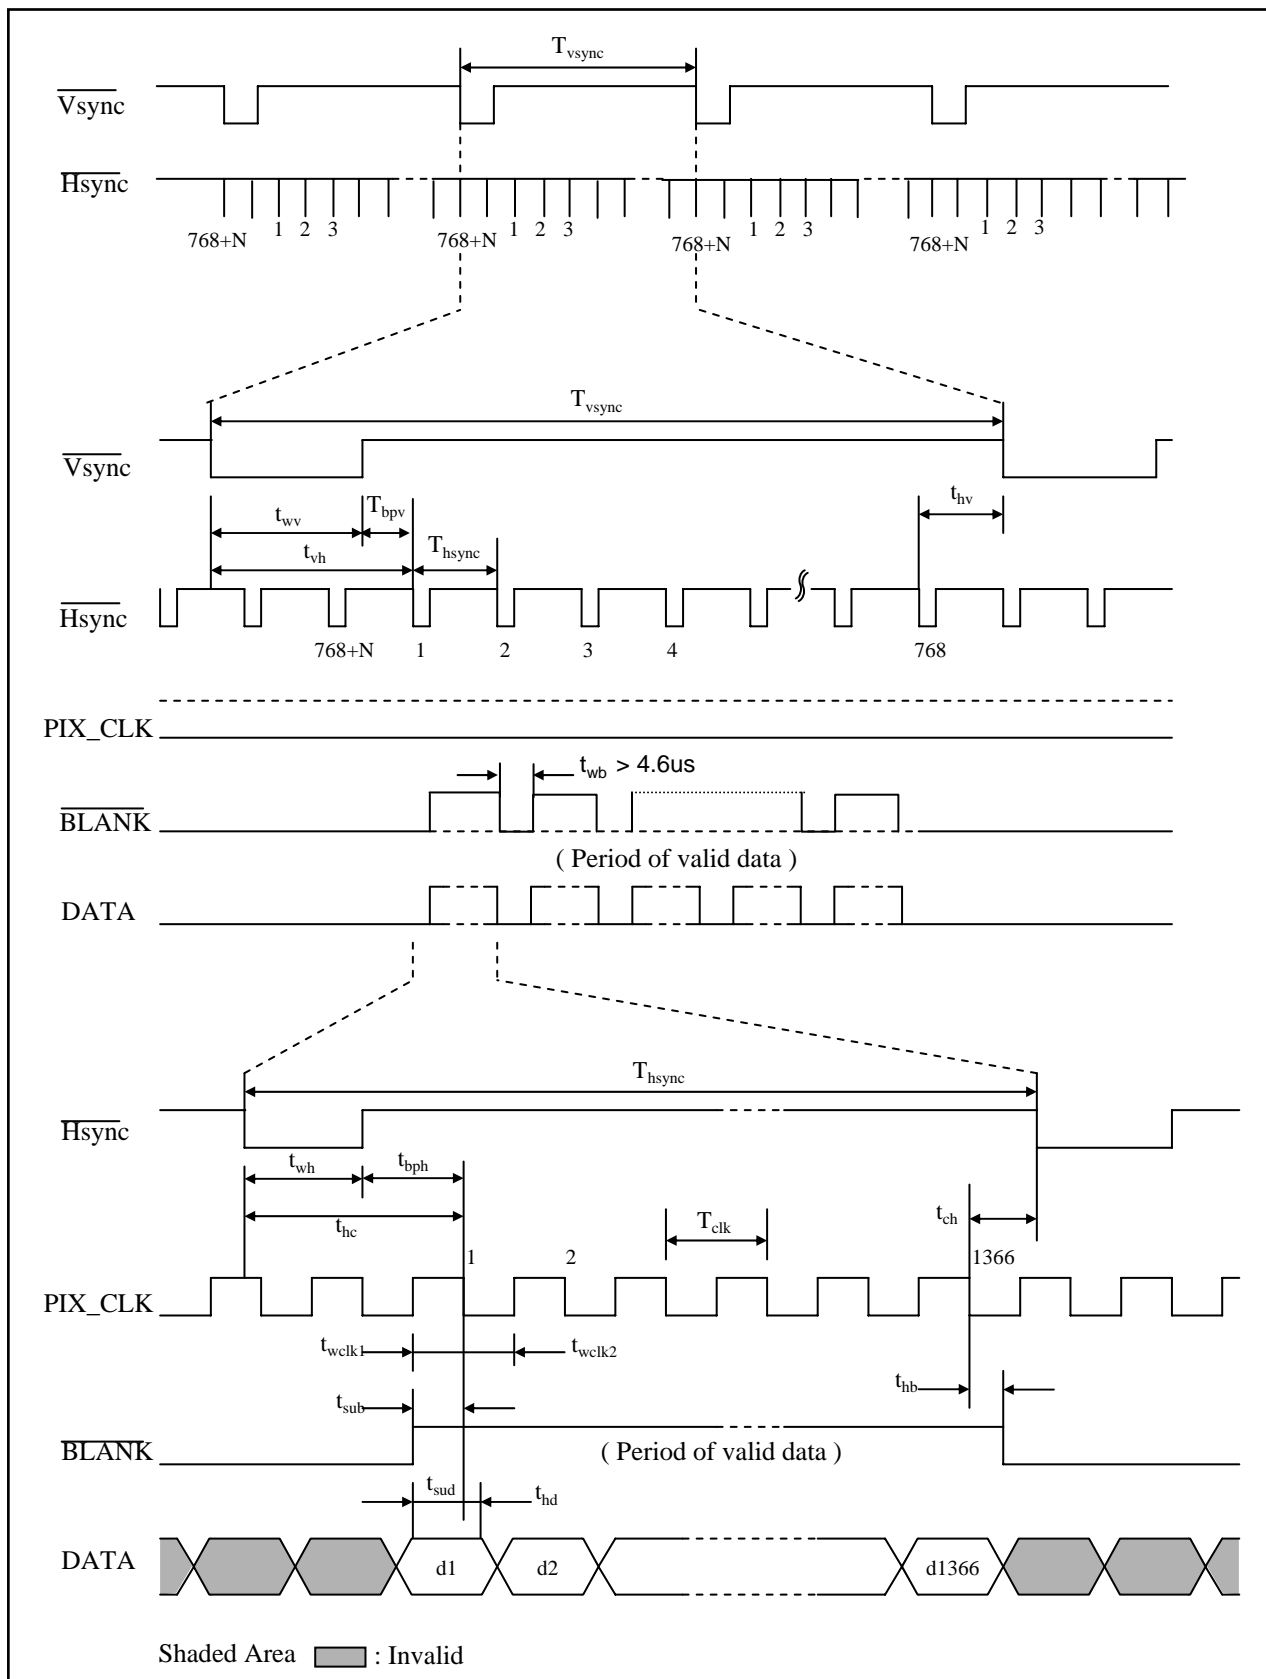 Tvsync
Vsync
Hsync
768+N 1 2 3 768+N 1 2 3 768+N 1 2 3 768+N 1 2 3
Tvsync
Vsync
twv Tbpv thv
tvh Thsync
Hsync
768+N 1 2 3 4 768
PIX_CLK
twb > 4.6us
BLANK
( Period of valid data )
DATA
Thsync
Hsync
twh tbph
thc Tclk tch
1 2 1366
PIX_CLK
twclk1 twclk2
tsub thb
BLANK ( Period of valid data )
tsud thd
DATA d1 d2 d1366
Shaded Area : Invalid